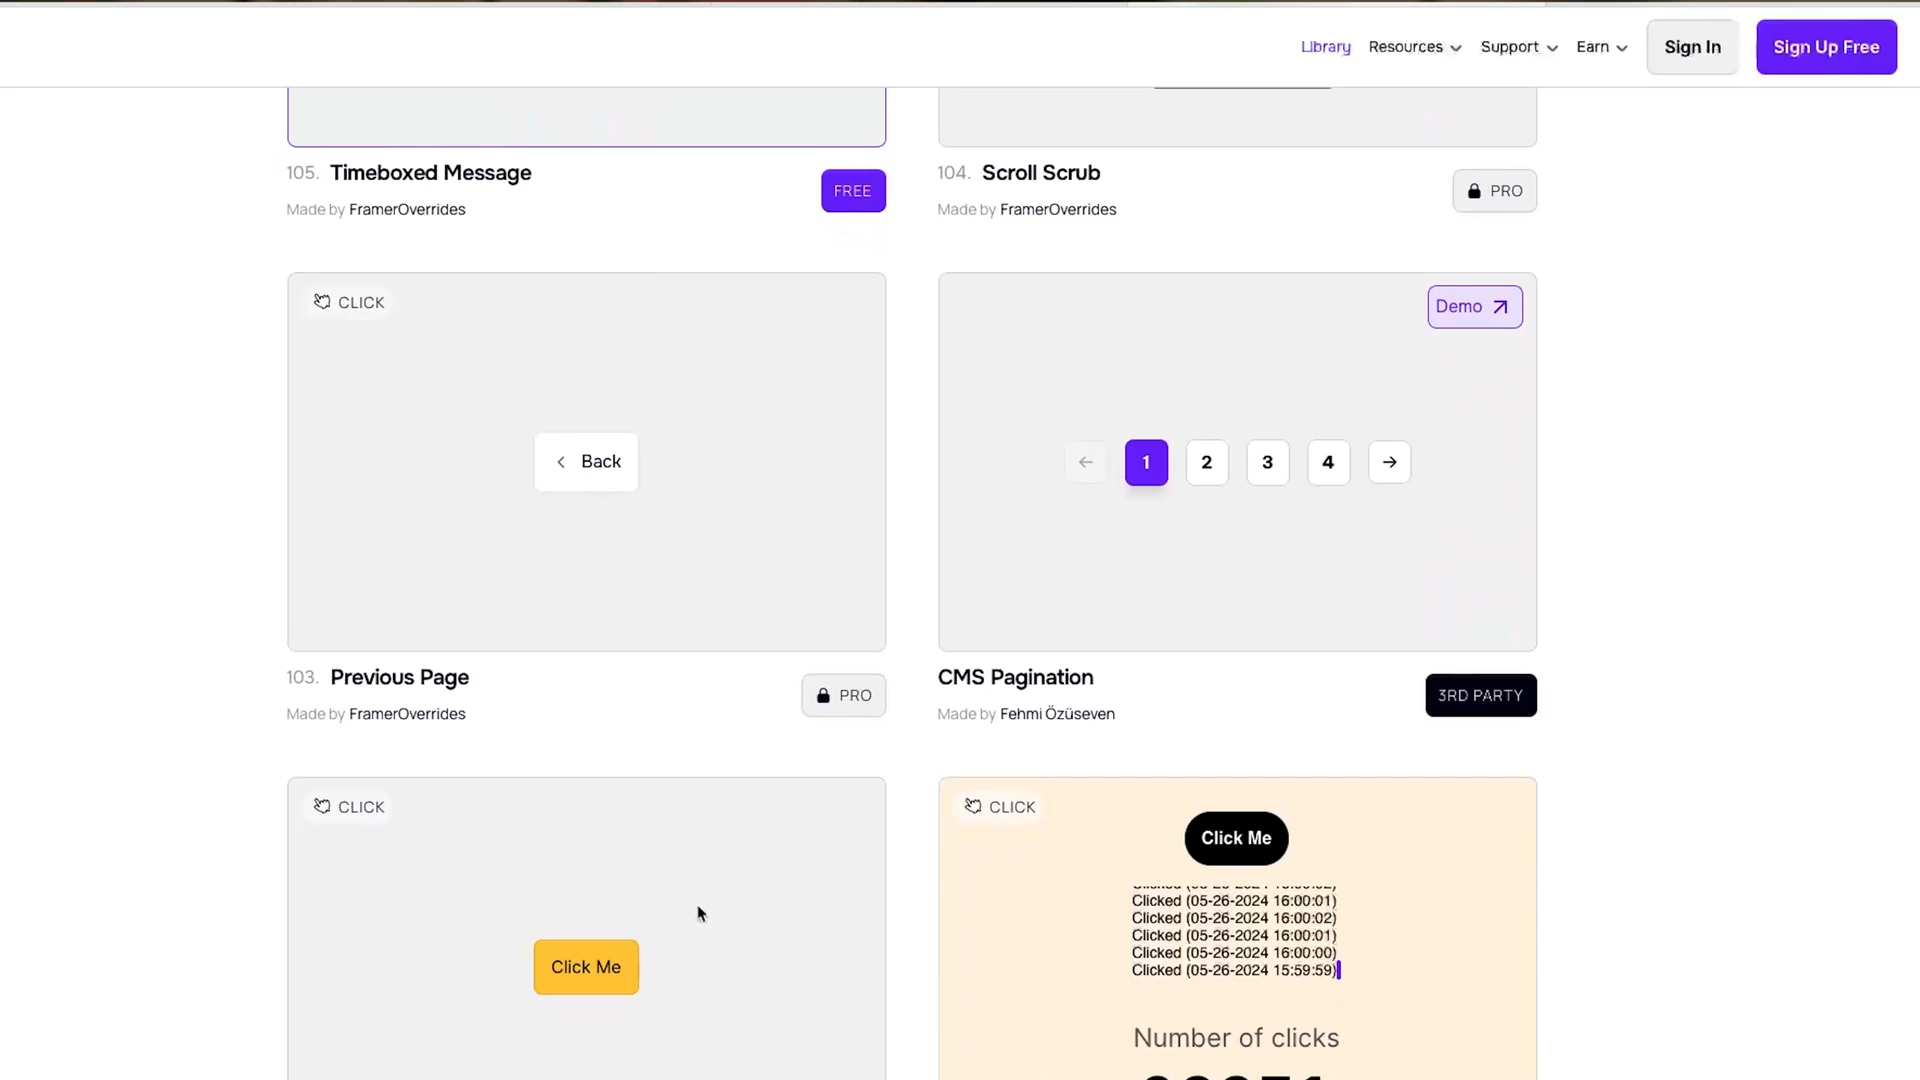 Library Resources Support Earn Sign In Sign Up Free
105. Timeboxed Message
Made by FramerOverrides
FREE
104. Scroll Scrub
Made by FramerOverrides
PRO
CLICK
Back
103. Previous Page
Made by FramerOverrides
PRO
Demo
1 2 3 4
CMS Pagination
Made by Fehmi Özüseven
3RD PARTY
CLICK
Click Me
CLICK
Click Me
Clicked (05-26-2024 16:00:01)
Clicked (05-26-2024 16:00:02)
Clicked (05-26-2024 16:00:01)
Clicked (05-26-2024 16:00:00)
Clicked (05-26-2024 15:59:59)
Number of clicks